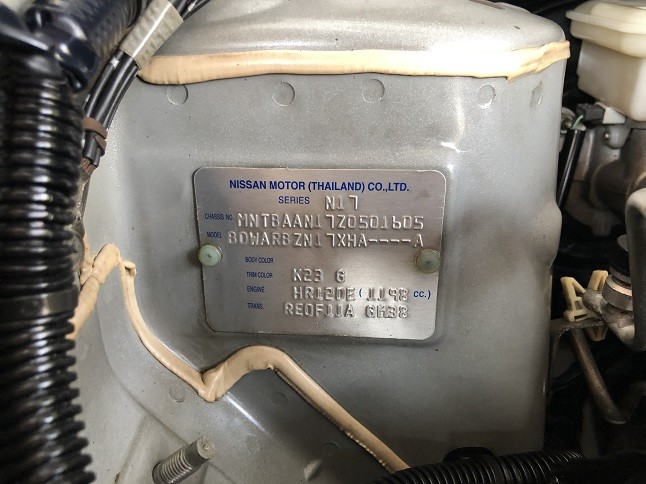 NISSAN MOTOR (THAILAND) CO.,LTD.
SERIES N17
CHASSIS NO. MNTBAAN17Z0501605
MODEL BDWARBZN17XHA----A
BODY COLOR
TRIM COLOR K23 G
ENGINE HR12DE ( 1198 CC.)
TRANS. RE0F11A GH38